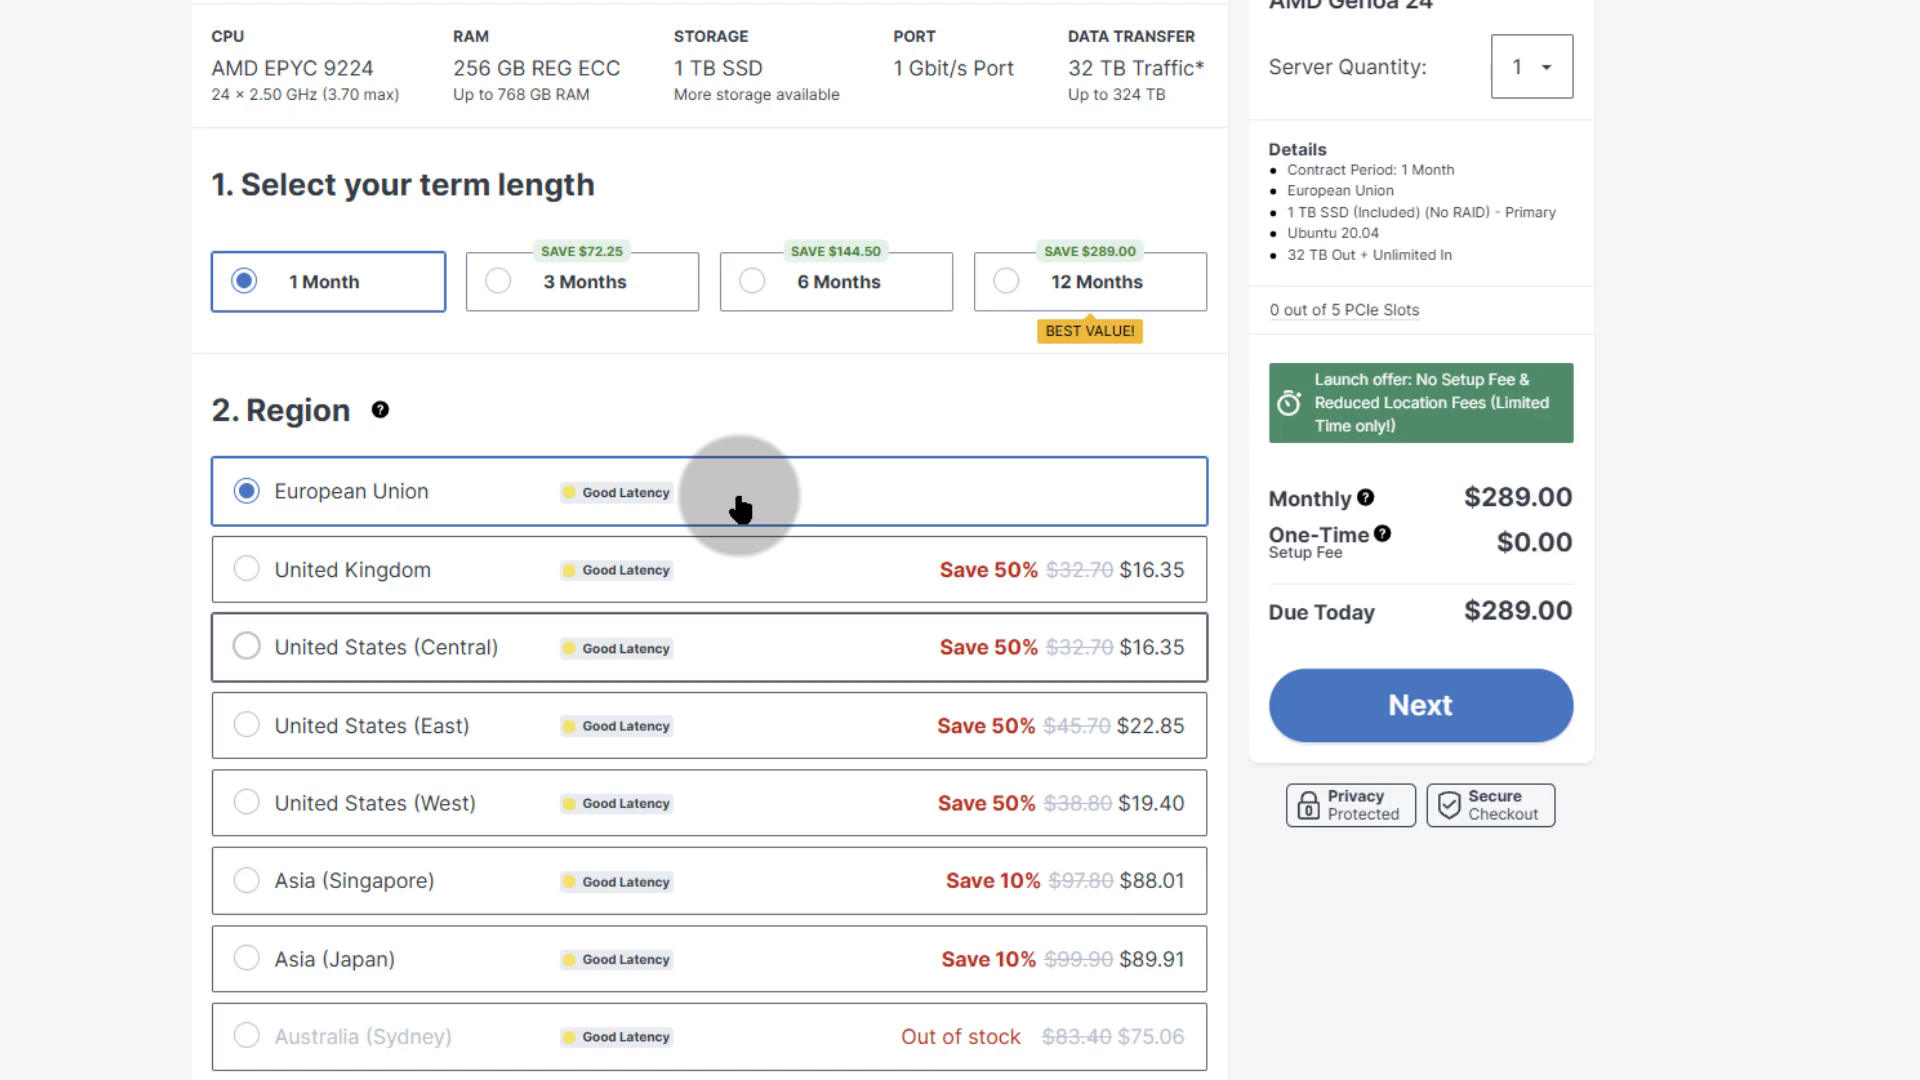 CPU
AMD EPYC 9224
24 × 2.50 GHz (3.70 max)
RAM
256 GB REG ECC
Up to 768 GB RAM
STORAGE
1 TB SSD
More storage available
PORT
1 Gbit/s Port
DATA TRANSFER
32 TB Traffic*
Up to 324 TB
1. Select your term length
1 Month
SAVE $72.25
3 Months
SAVE $144.50
6 Months
SAVE $289.00
12 Months
BEST VALUE!
2. Region ?
European Union Good Latency
United Kingdom Good Latency Save 50% $32.70 $16.35
United States (Central) Good Latency Save 50% $32.70 $16.35
United States (East) Good Latency Save 50% $45.70 $22.85
United States (West) Good Latency Save 50% $38.80 $19.40
Asia (Singapore) Good Latency Save 10% $97.80 $88.01
Asia (Japan) Good Latency Save 10% $99.90 $89.91
Australia (Sydney) Good Latency Out of stock $83.40 $75.06
AMD Genoa 24
Server Quantity: 1
Details
Contract Period: 1 Month
European Union
1 TB SSD (Included) (No RAID) - Primary
Ubuntu 20.04
32 TB Out + Unlimited In
0 out of 5 PCIe Slots
Launch offer: No Setup Fee &
Reduced Location Fees (Limited
Time only!)
Monthly ? $289.00
One-Time ? $0.00
Setup Fee
Due Today $289.00
Next
Privacy
Protected
Secure
Checkout